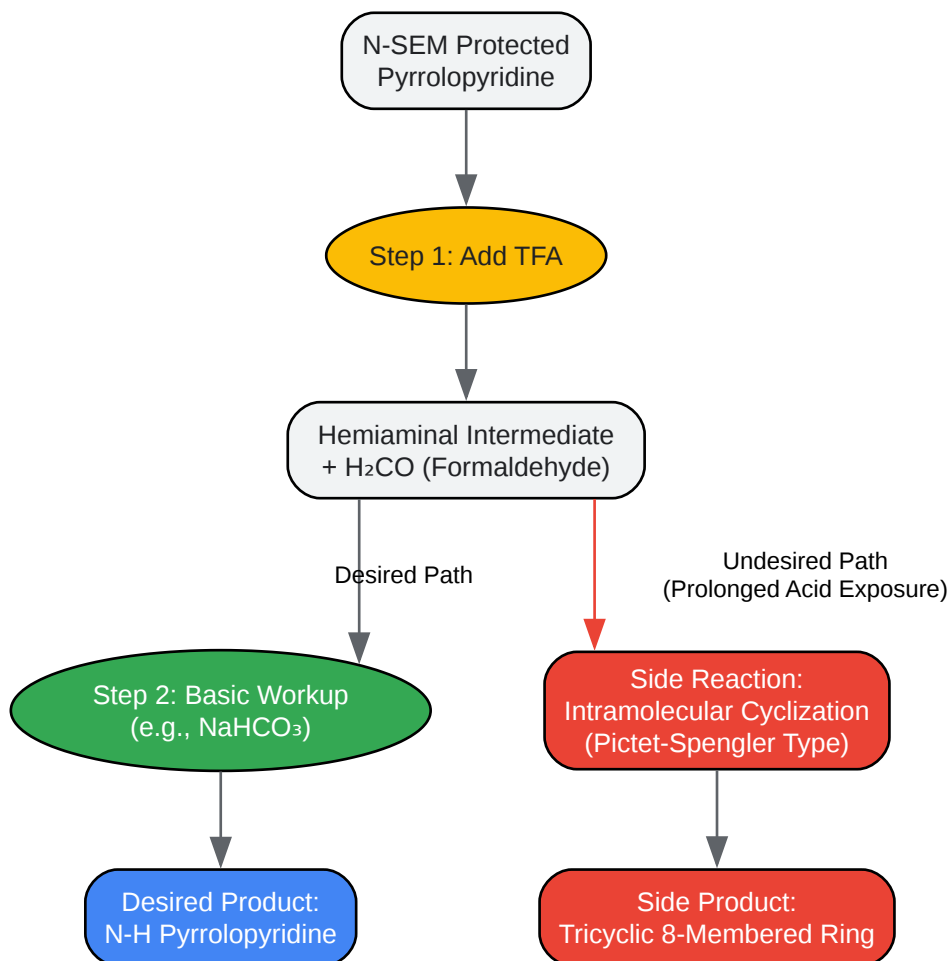 N-SEM Protected
Pyrrolopyridine
Step 1: Add TFA
Hemiaminal Intermediate
+ H₂CO (Formaldehyde)
Desired Path
Undesired Path
(Prolonged Acid Exposure)
Step 2: Basic Workup
(e.g., NaHCO₃)
Side Reaction:
Intramolecular Cyclization
(Pictet-Spengler Type)
Desired Product:
N-H Pyrrolopyridine
Side Product:
Tricyclic 8-Membered Ring